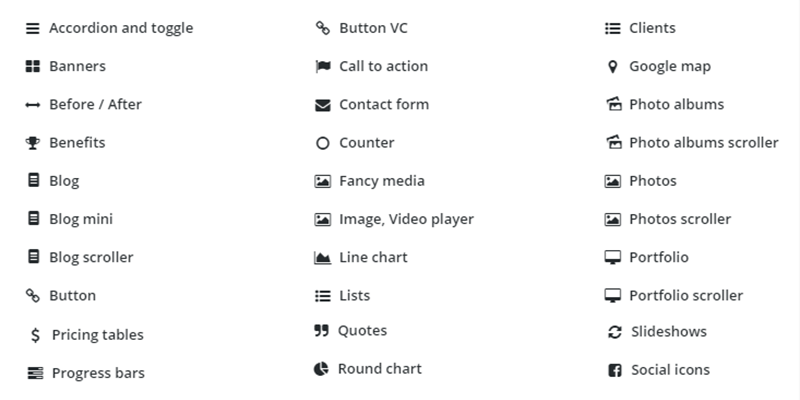 Accordion and toggle
Banners
Before / After
Benefits
Blog
Blog mini
Blog scroller
Button
Pricing tables
Progress bars
Button VC
Call to action
Contact form
Counter
Fancy media
Image, Video player
Line chart
Lists
Quotes
Round chart
Clients
Google map
Photo albums
Photo albums scroller
Photos
Photos scroller
Portfolio
Portfolio scroller
Slideshows
Social icons